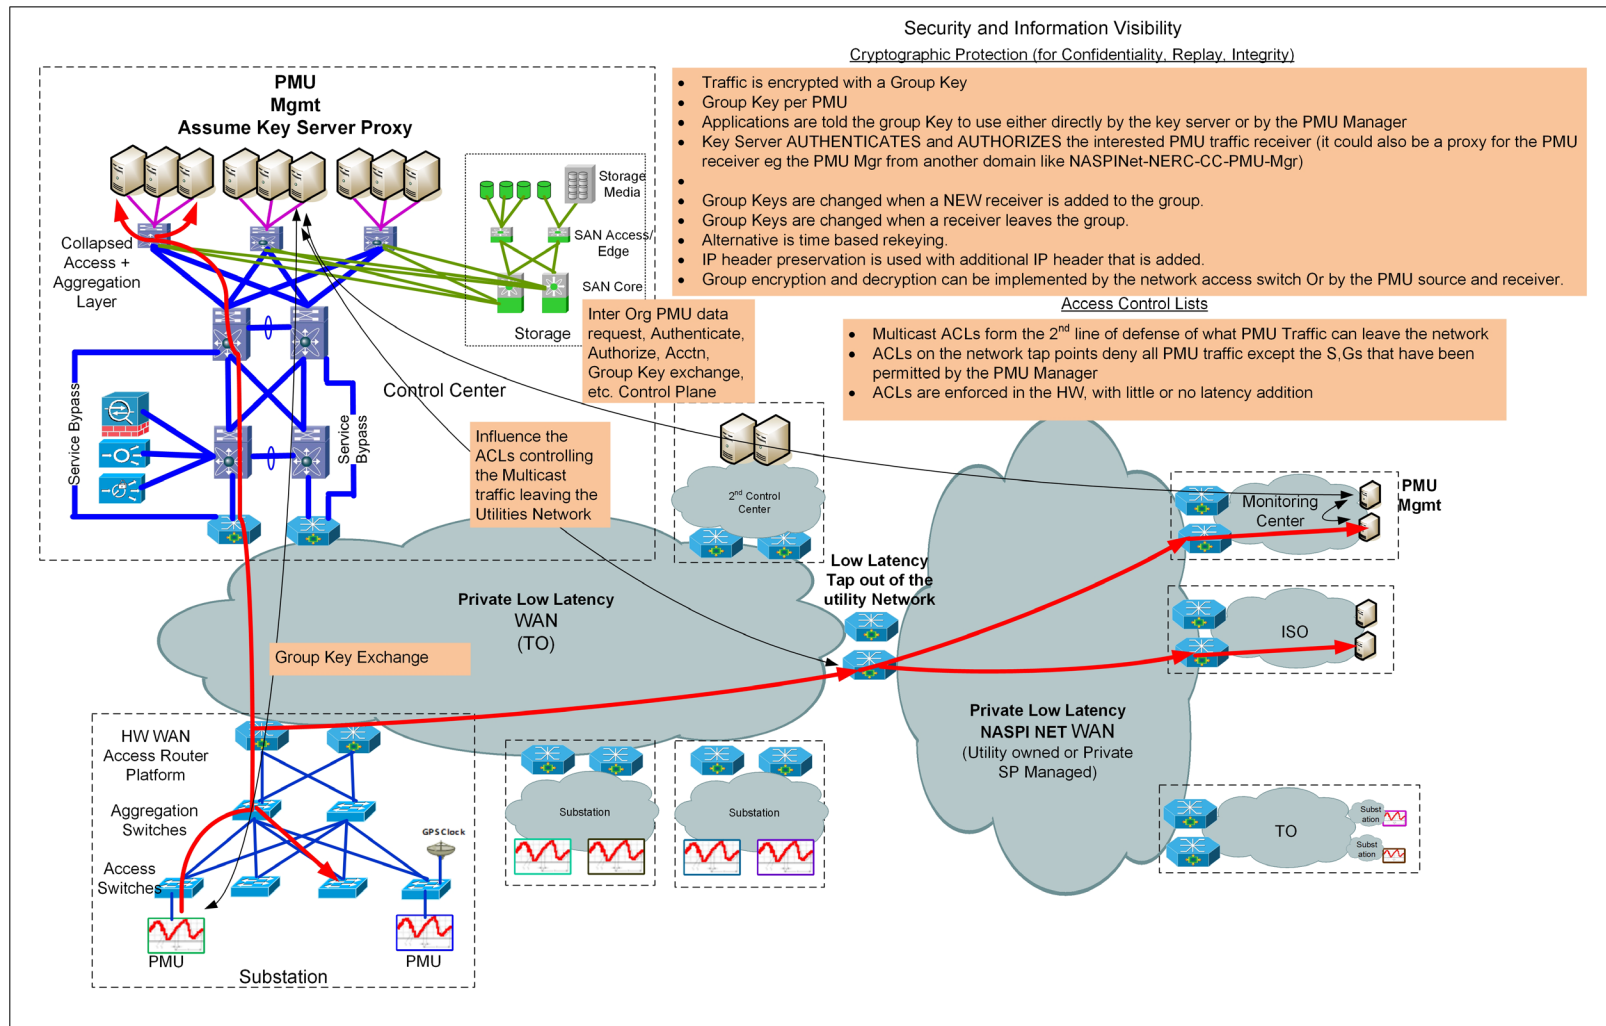 Security and Information Visibility
Cryptographic Protection (for Confidentiality, Replay, Integrity)
• Traffic is encrypted with a Group Key
• Group Key per PMU
• Applications are told the group Key to use either directly by the key server or by the PMU Manager
• Key Server AUTHENTICATES and AUTHORIZES the interested PMU traffic receiver (it could also be a proxy for the PMU
receiver eg the PMU Mgr from another domain like NASPINet-NERC-CC-PMU-Mgr)
•
• Group Keys are changed when a NEW receiver is added to the group.
• Group Keys are changed when a receiver leaves the group.
• Alternative is time based rekeying.
• IP header preservation is used with additional IP header that is added.
• Group encryption and decryption can be implemented by the network access switch Or by the PMU source and receiver.
Access Control Lists
• Multicast ACLs form the 2nd line of defense of what PMU Traffic can leave the network
• ACLs on the network tap points deny all PMU traffic except the S,Gs that have been
permitted by the PMU Manager
• ACLs are enforced in the HW, with little or no latency addition
PMU
Mgmt
Assume Key Server Proxy
Storage
Media
SAN Access/
Edge
SAN Core
Storage
Collapsed
Access +
Aggregation
Layer
Service Bypass
Service
Bypass
Control Center
Inter Org PMU data
request, Authenticate,
Authorize, Acctn,
Group Key exchange,
etc. Control Plane
Influence the
ACLs controlling
the Multicast
traffic leaving the
Utilities Network
2nd Control
Center
PMU
Mgmt
Monitoring
Center
Low Latency
Tap out of the
utility Network
Private Low Latency
WAN
(TO)
ISO
Group Key Exchange
Private Low Latency
NASPI NET WAN
(Utility owned or Private
SP Managed)
HW WAN
Access Router
Platform
Aggregation
Switches
GPS Clock
Access
Switches
PMU
PMU
Substation
Substation
Substation
TO
Subst
ation
Subst
ation